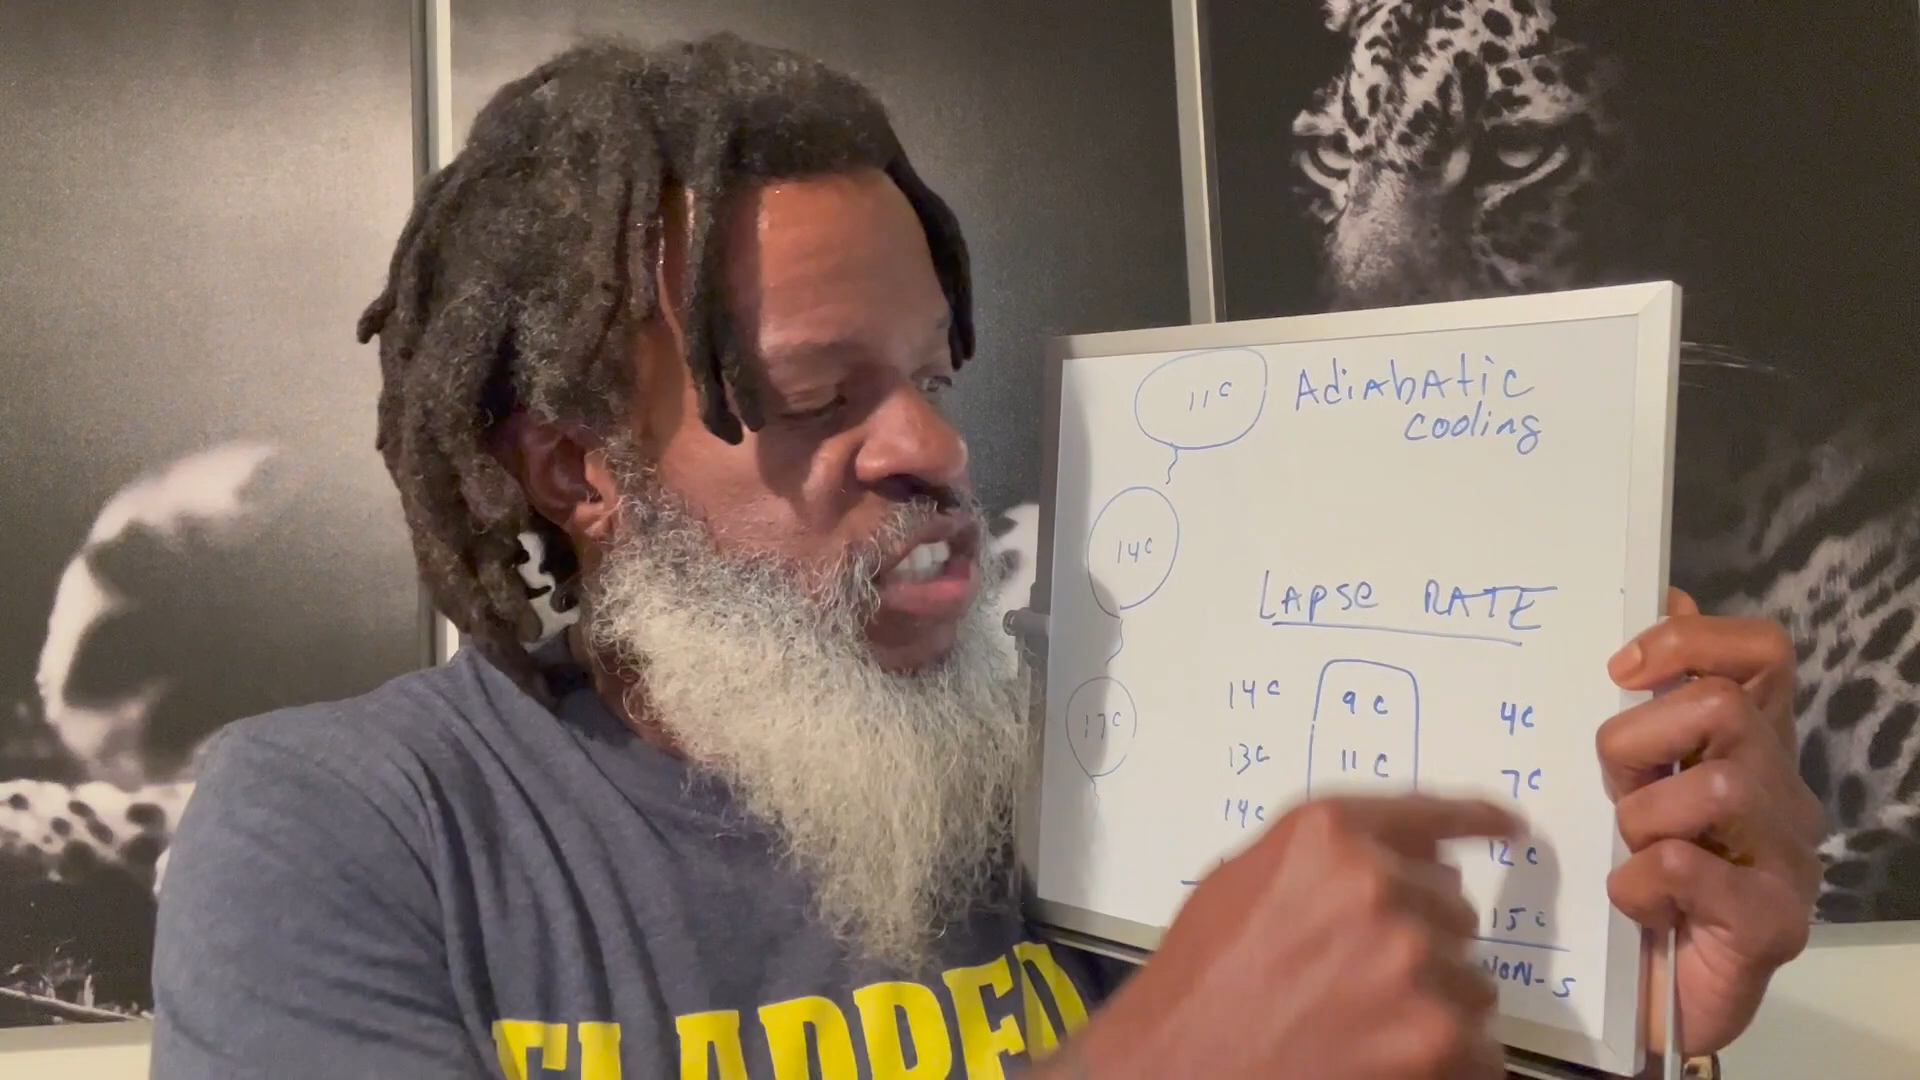 11c
Adiabatic
cooling
14c
Lapse RATE
17c
14c 9c 4c
13c 11c 7c
14c
12c
15c
NON-S